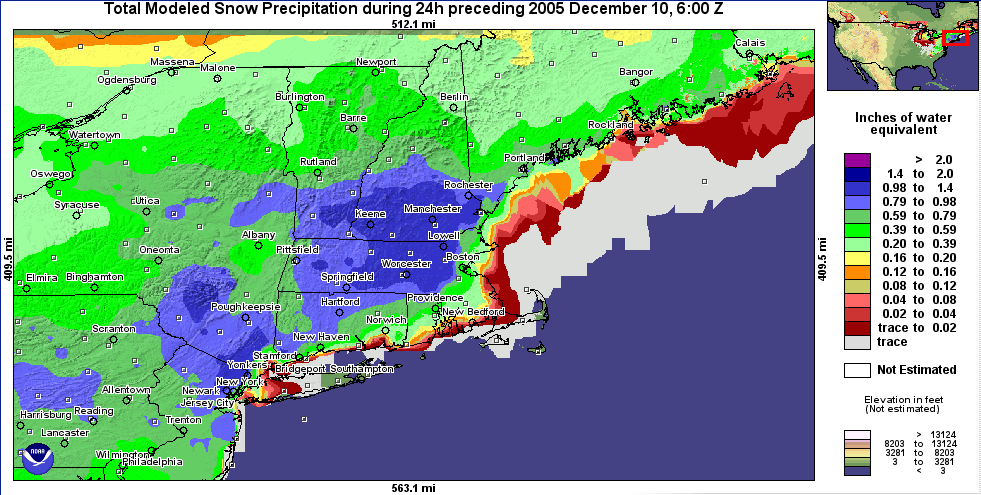 Total Modeled Snow Precipitation during 24h preceding 2005 December 10, 6:00 Z
512.1 mi
409.5 mi
Massena
Malone
Newport
Calais
Ogdensburg
Bangor
Burlington
Berlin
Barre
Rockland
Watertown
Portland
Rutland
Oswego
Rochester
Syracuse
Utica
Keene
Manchester
Albany
Lowell
Oneonta
Pittsfield
Boston
Worcester
Elmira
Binghamton
Springfield
Hartford
Providence
Poughkeepsie
New Bedford
Norwich
Scranton
New Haven
Stamford
Yonkers
Bridgeport
Southampton
New York
Allentown
Newark
Jersey City
Harrisburg
Reading
Trenton
Lancaster
Wilmington
Philadelphia
NOAA
409.5 mi
563.1 mi
Inches of water
equivalent
> 2.0
1.4 to 2.0
0.98 to 1.4
0.79 to 0.98
0.59 to 0.79
0.39 to 0.59
0.20 to 0.39
0.16 to 0.20
0.12 to 0.16
0.08 to 0.12
0.04 to 0.08
0.02 to 0.04
trace to 0.02
trace
Not Estimated
Elevation in feet
(Not estimated)
> 13124
8203 to 13124
3281 to 8203
3 to 3281
< 3